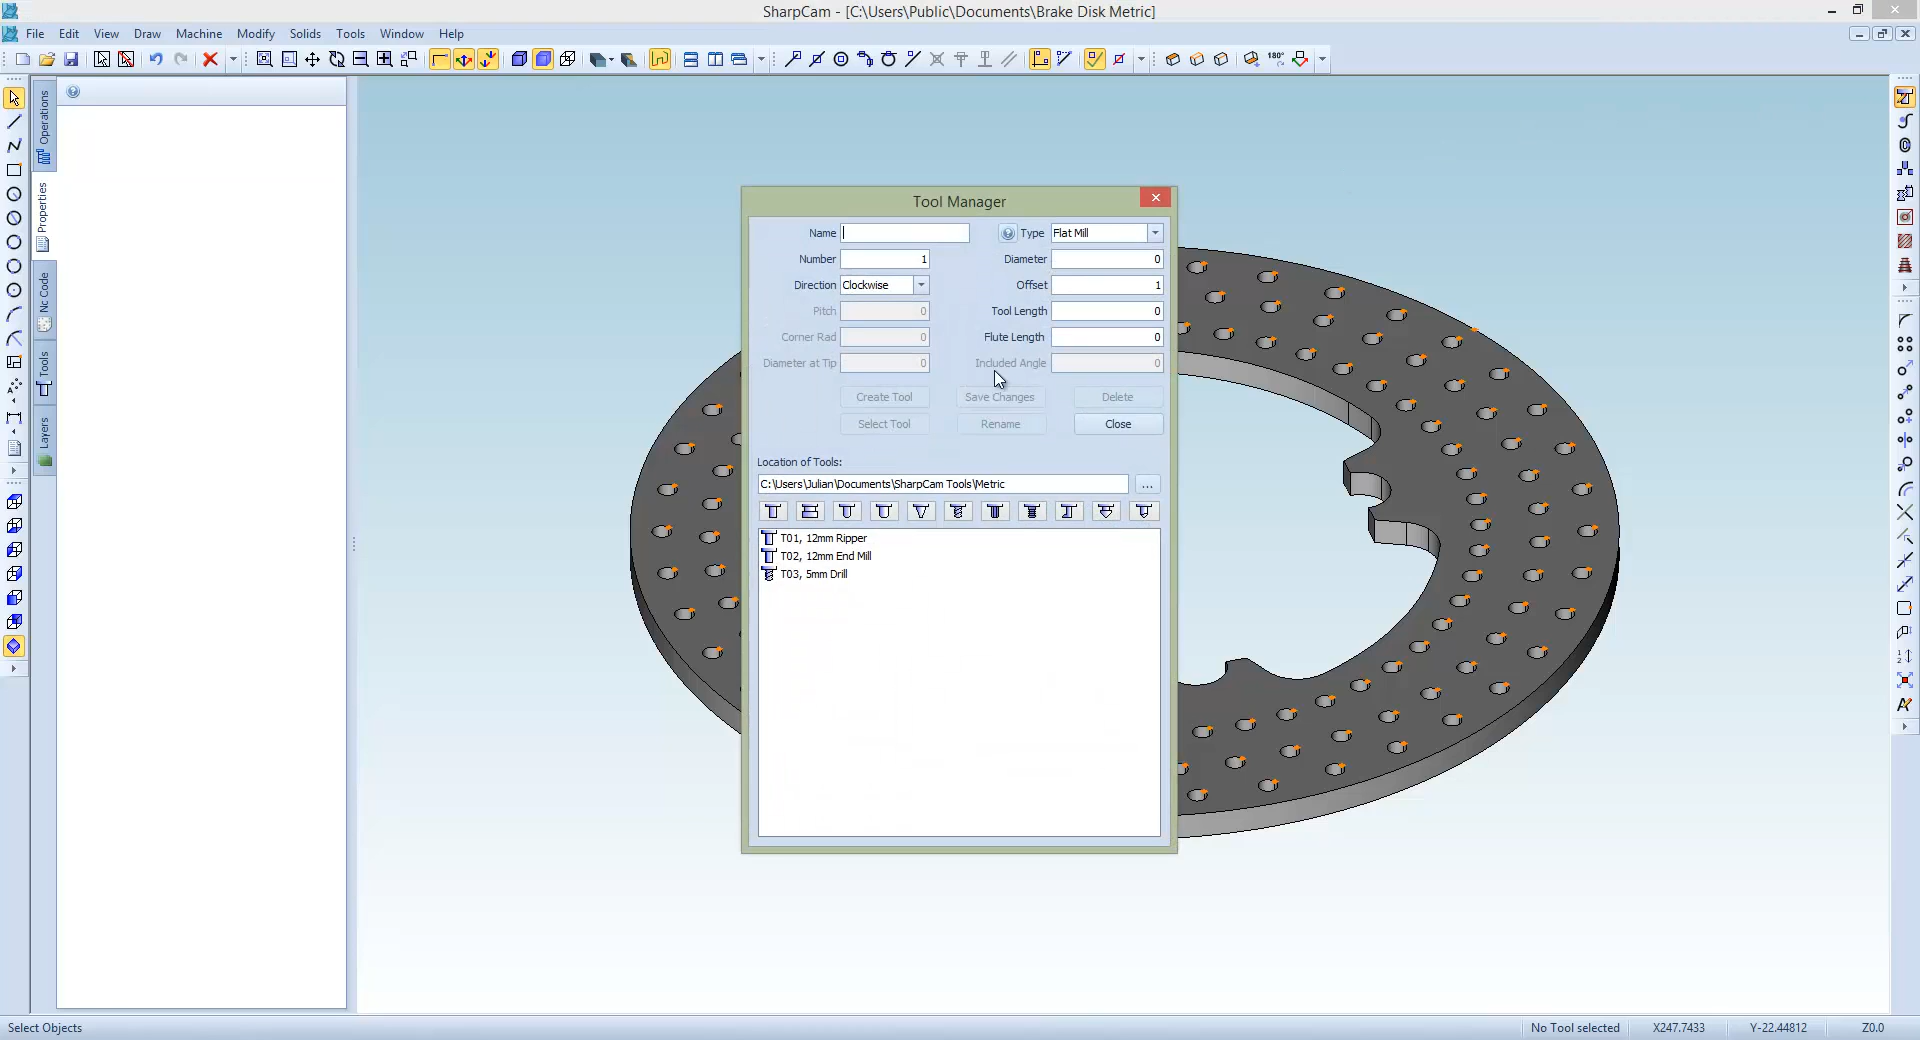 SharpCam - [C:\Users\Public\Documents\Brake Disk Metric]
File Edit View Draw Machine Modify Solids Tools Window Help
180°
Operations
Properties
Nc Code
Tools
Layers
Tool Manager
Name
Type Flat Mill
Number 1
Diameter 0
Direction Clockwise
Offset 1
Pitch 0
Tool Length 0
Corner Rad 0
Flute Length 0
Diameter at Tip 0
Included Angle 0
Create Tool Save Changes Delete
Select Tool Rename Close
Location of Tools:
C:\Users\Julian\Documents\SharpCam Tools\Metric ...
T01, 12mm Ripper
T02, 12mm End Mill
T03, 5mm Drill
Select Objects
No Tool selected X247.7433 Y-22.44812 Z0.0